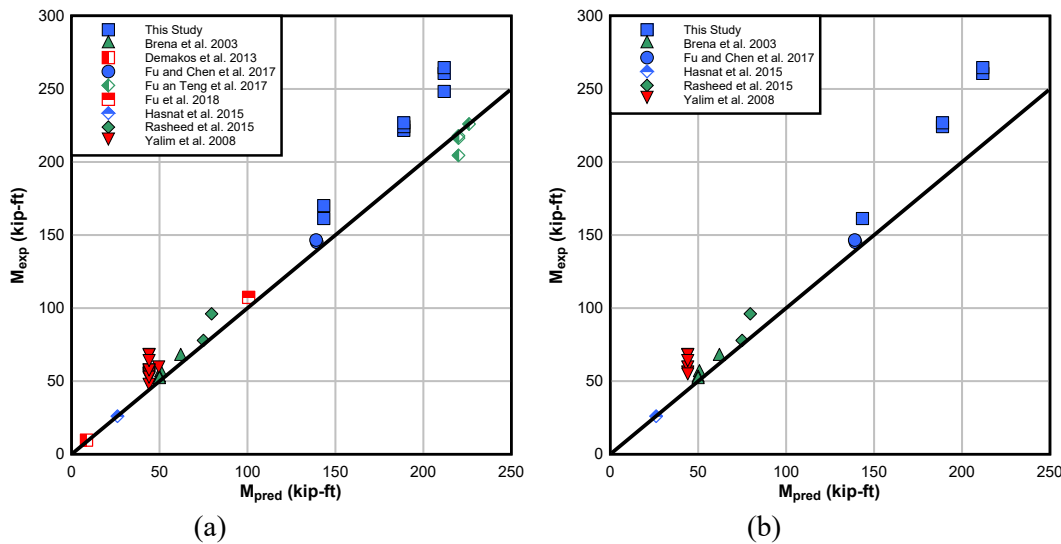 300
250
200
150
100
50
0
M_exp (kip-ft)
This Study
Brena et al. 2003
Demakos et al. 2013
Fu and Chen et al. 2017
Fu an Teng et al. 2017
Fu et al. 2018
Hasnat et al. 2015
Rasheed et al. 2015
Yalim et al. 2008
0 50 100 150 200 250
M_pred (kip-ft)
(a)
300
250
200
150
100
50
0
M_exp (kip-ft)
This Study
Brena et al. 2003
Fu and Chen et al. 2017
Hasnat et al. 2015
Rasheed et al. 2015
Yalim et al. 2008
0 50 100 150 200 250
M_pred (kip-ft)
(b)